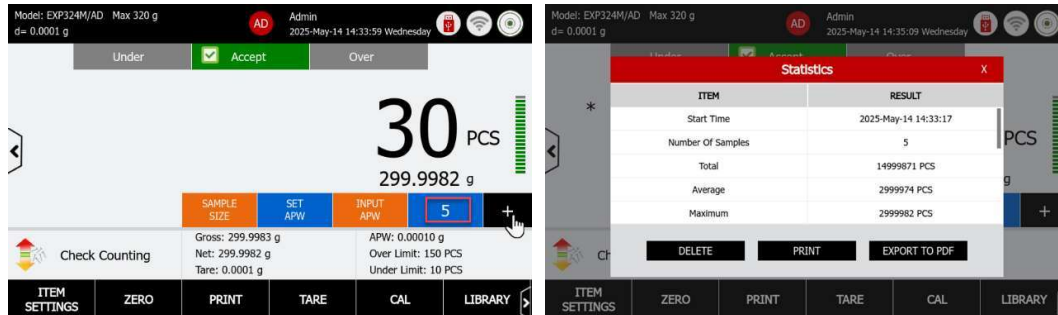 Model: EXP324M/AD Max 320 g
d= 0.0001 g
AD
Admin
2025-May-14 14:33:59 Wednesday
Under
Accept
Over
30 PCS
299.9982 g
SAMPLE SIZE
SET APW
INPUT APW
5
+
Check Counting
Gross: 299.9983 g
Net: 299.9982 g
Tare: 0.0001 g
APW: 0.00010 g
Over Limit: 150 PCS
Under Limit: 10 PCS
ITEM SETTINGS
ZERO
PRINT
TARE
CAL
LIBRARY
Model: EXP324M/AD Max 320 g
d= 0.0001 g
AD
Admin
2025-May-14 14:35:09 Wednesday
Statistics X
ITEM RESULT
Start Time 2025-May-14 14:33:17
Number Of Samples 5
Total 14999871 PCS
Average 2999974 PCS
Maximum 2999982 PCS
DELETE
PRINT
EXPORT TO PDF
*
PCS
g
+
Ch
ITEM SETTINGS
ZERO
PRINT
TARE
CAL
LIBRARY